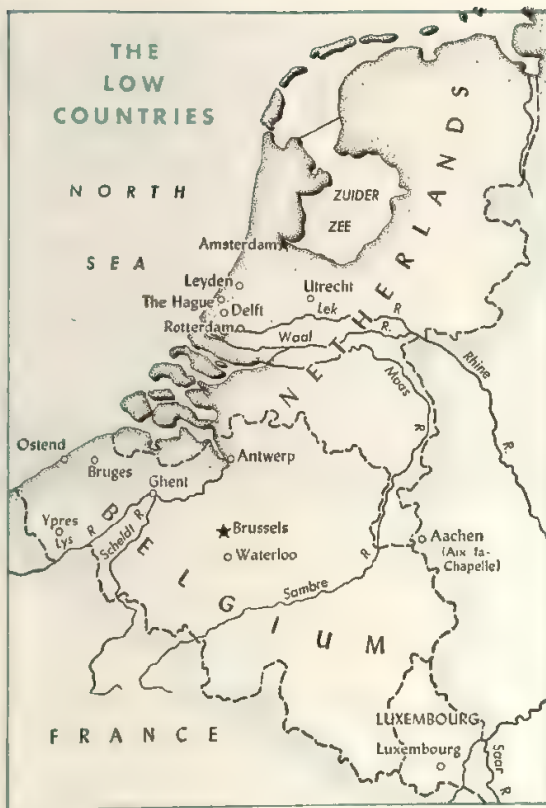 THE
LOW
COUNTRIES
NORTH
SEA
ZUIDER
ZEE
NETHERLANDS
Amsterdam
Leyden
The Hague
Delft
Utrecht
Rotterdam
Lek R
Waal R.
Rhine R.
Maas R
Ostend
Bruges
Antwerp
Ghent
Ypres
Lys R
Scheldt R
BELGIUM
Brussels
Waterloo
R
Aachen
(Aix la-
Chapelle)
Sambre
LUXEMBOURG
Luxembourg
Saar R
FRANCE